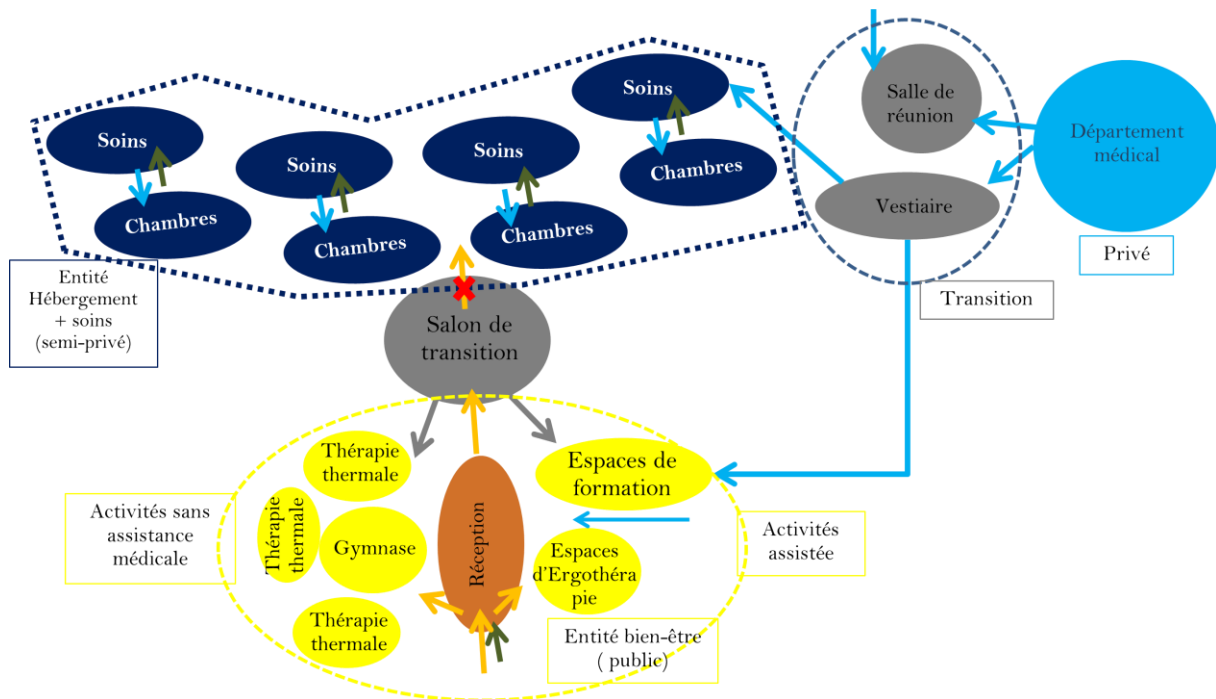 Soins
Chambres
Soins
Chambres
Soins
Chambres
Soins
Chambres
Salle de
réunion
Vestiaire
Département
médical
Privé
Transition
Entité
Hébergement
+ soins
(semi-privé)
Salon de
transition
Thérapie
thermale
Thérapie
thermale
Gymnase
Thérapie
thermale
Réception
Espaces de
formation
Espaces
d'Ergothéra
pie
Activités sans
assistance
médicale
Activités
assistée
Entité bien-être
( public)